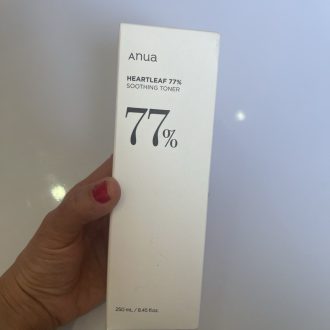 Anua
HEARTLEAF 77%
SOOTHING TONER
77%
250 mL / 8.45 fl.oz.